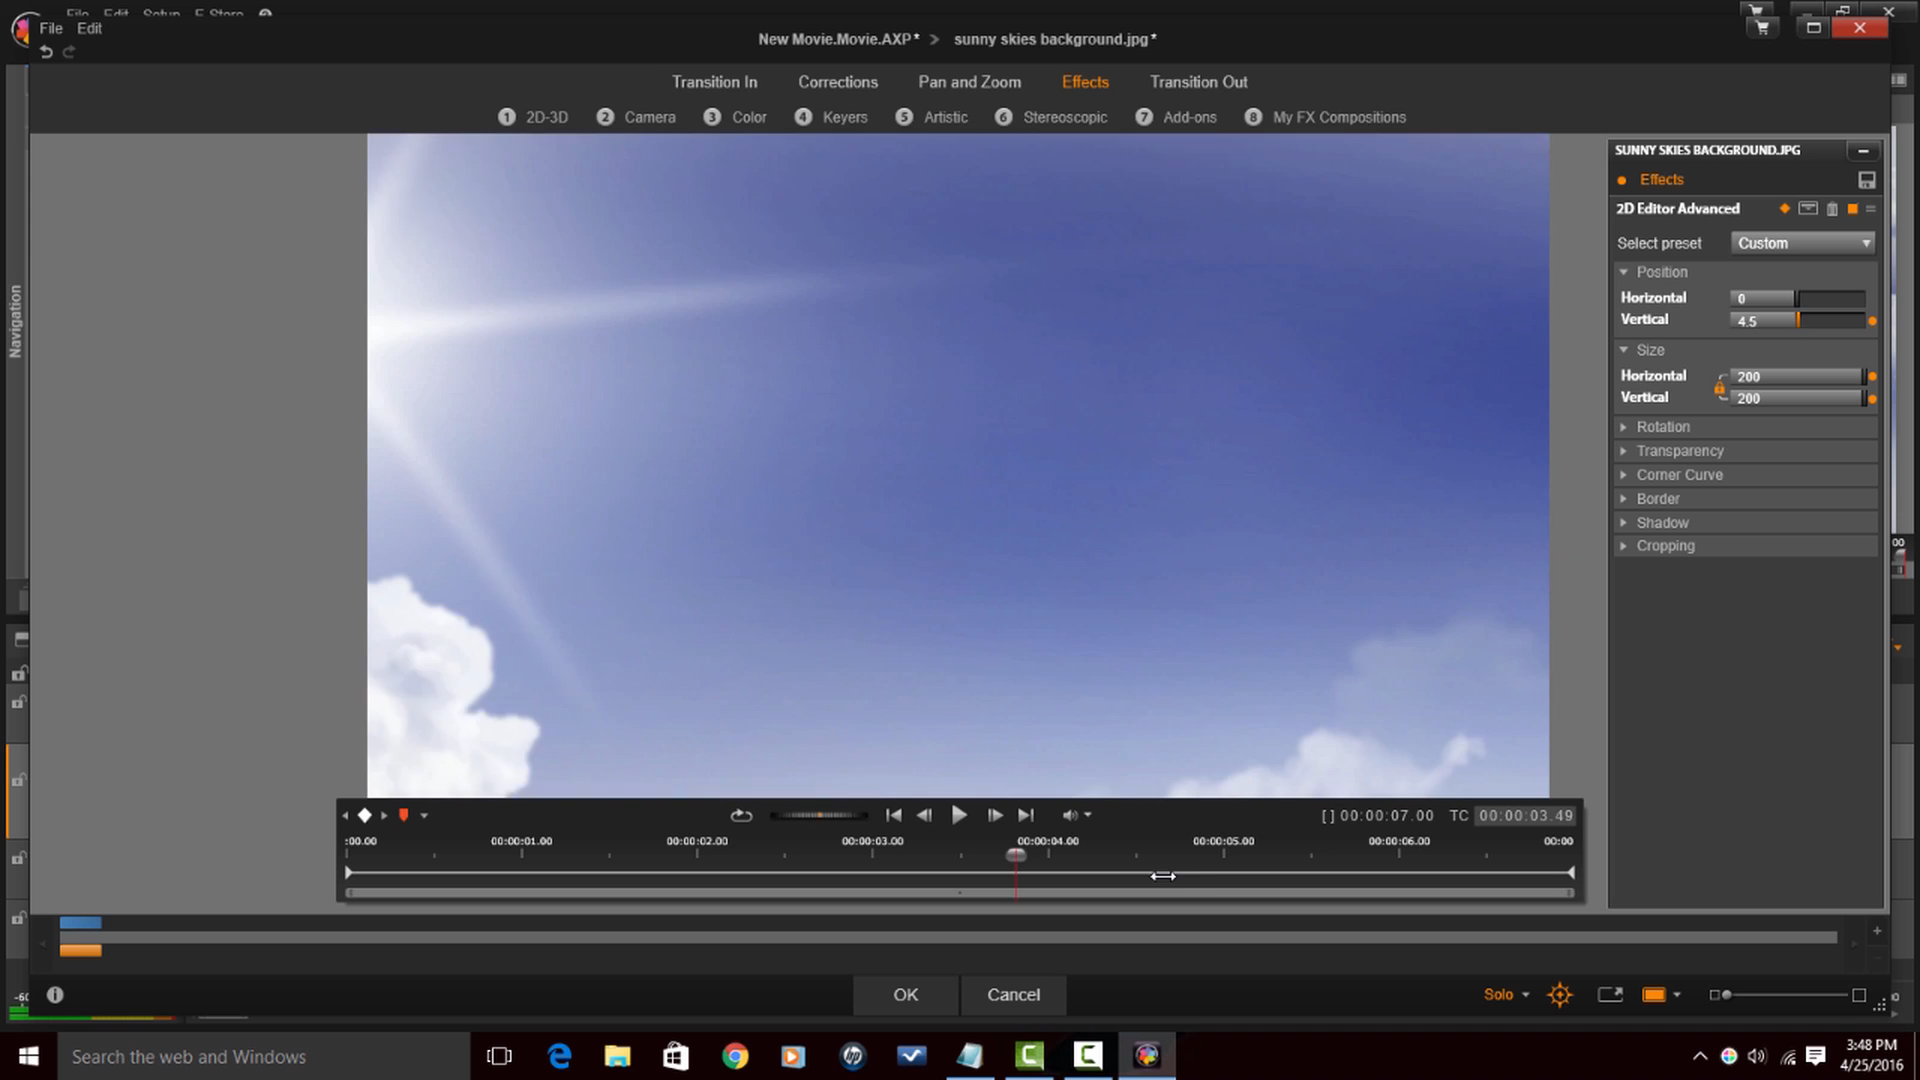 File Edit Setup E-Store
File Edit
New Movie.Movie.AXP* > sunny skies background.jpg*
Transition In Corrections Pan and Zoom Effects Transition Out
1 2D-3D 2 Camera 3 Color 4 Keyers 5 Artistic 6 Stereoscopic 7 Add-ons 8 My FX Compositions
SUNNY SKIES BACKGROUND.JPG
Effects
2D Editor Advanced
Select preset Custom
Position
Horizontal 0
Vertical 4.5
Size
Horizontal 200
Vertical 200
Rotation
Transparency
Corner Curve
Border
Shadow
Cropping
Navigation
00
[] 00:00:07.00 TC 00:00:03.49
:00.00 00:00:01.00 00:00:02.00 00:00:03.00 00:00:04.00 00:00:05.00 00:00:06.00 00:00
-60
OK Cancel Solo
Search the web and Windows
3:48 PM
4/25/2016